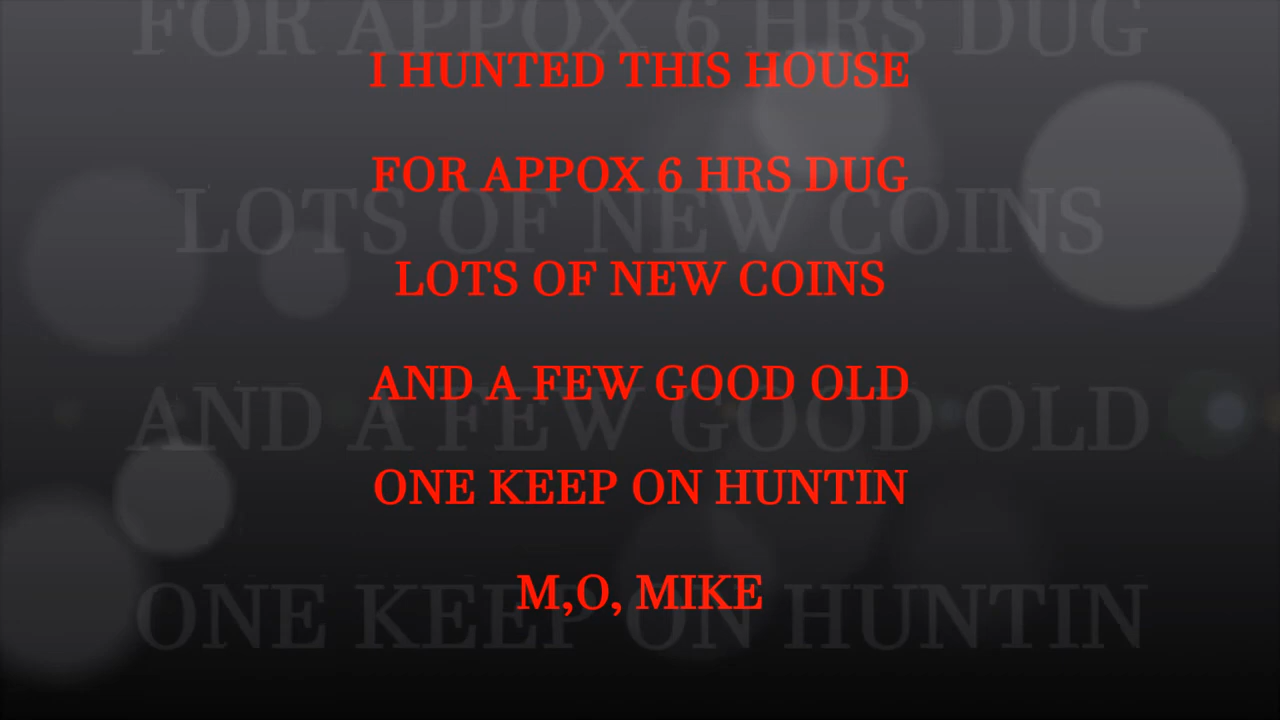 I HUNTED THIS HOUSE
FOR APPOX 6 HRS DUG
LOTS OF NEW COINS
AND A FEW GOOD OLD
ONE KEEP ON HUNTIN
M,O, MIKE